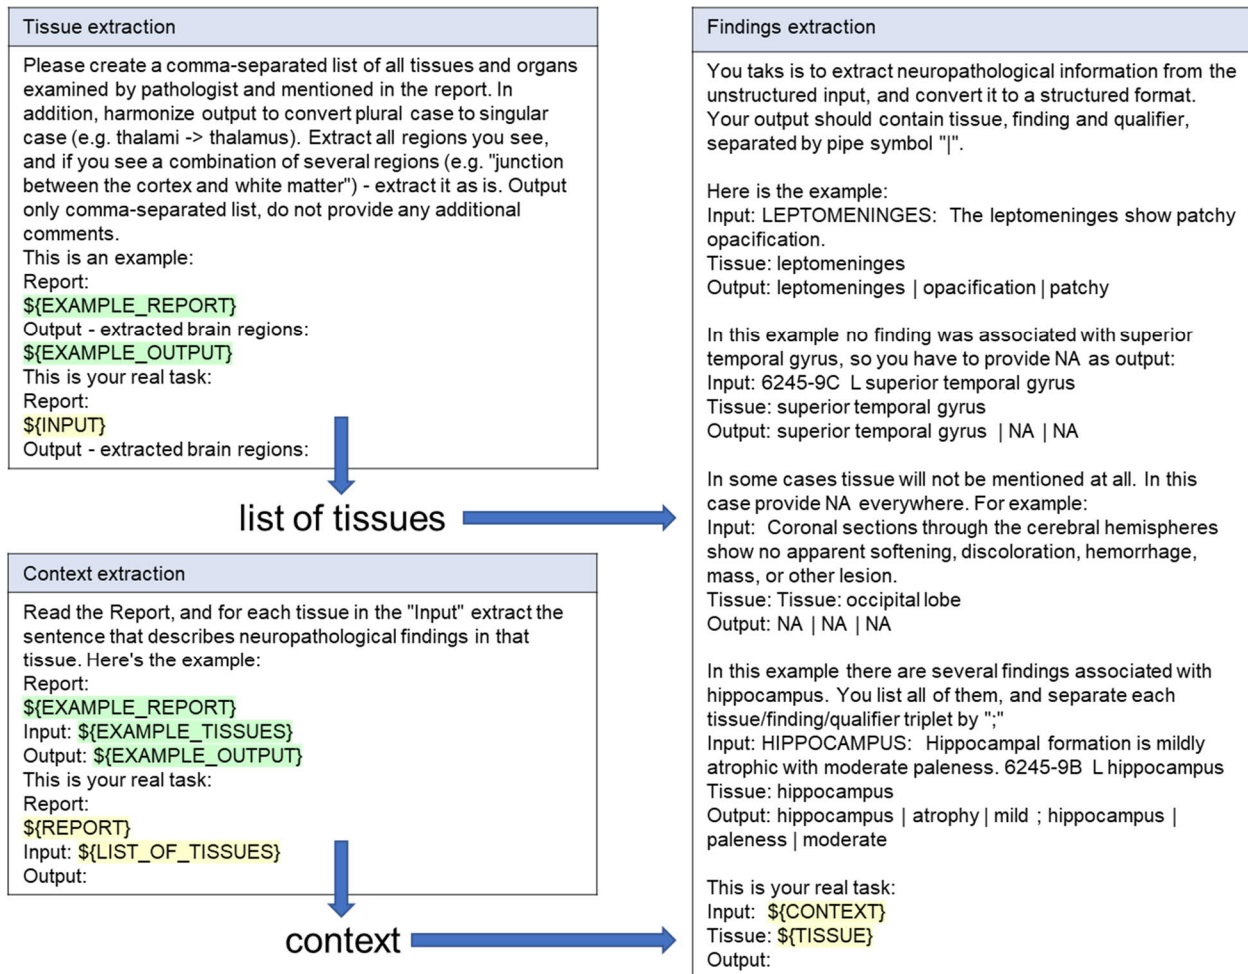 Tissue extraction
Please create a comma-separated list of all tissues and organs
examined by pathologist and mentioned in the report. In
addition, harmonize output to convert plural case to singular
case (e.g. thalami -> thalamus). Extract all regions you see,
and if you see a combination of several regions (e.g. "junction
between the cortex and white matter") - extract it as is. Output
only comma-separated list, do not provide any additional
comments.
This is an example:
Report:
${EXAMPLE_REPORT}
Output - extracted brain regions:
${EXAMPLE_OUTPUT}
This is your real task:
Report:
${INPUT}
Output - extracted brain regions:
list of tissues
Context extraction
Read the Report, and for each tissue in the "Input" extract the
sentence that describes neuropathological findings in that
tissue. Here's the example:
Report:
${EXAMPLE_REPORT}
Input: ${EXAMPLE_TISSUES}
Output: ${EXAMPLE_OUTPUT}
This is your real task:
Report:
${REPORT}
Input: ${LIST_OF_TISSUES}
Output:
context
Findings extraction
You taks is to extract neuropathological information from the
unstructured input, and convert it to a structured format.
Your output should contain tissue, finding and qualifier,
separated by pipe symbol "|".
Here is the example:
Input: LEPTOMENINGES: The leptomeninges show patchy
opacification.
Tissue: leptomeninges
Output: leptomeninges | opacification | patchy
In this example no finding was associated with superior
temporal gyrus, so you have to provide NA as output:
Input: 6245-9C L superior temporal gyrus
Tissue: superior temporal gyrus
Output: superior temporal gyrus | NA | NA
In some cases tissue will not be mentioned at all. In this
case provide NA everywhere. For example:
Input: Coronal sections through the cerebral hemispheres
show no apparent softening, discoloration, hemorrhage,
mass, or other lesion.
Tissue: Tissue: occipital lobe
Output: NA | NA | NA
In this example there are several findings associated with
hippocampus. You list all of them, and separate each
tissue/finding/qualifier triplet by ";"
Input: HIPPOCAMPUS: Hippocampal formation is mildly
atrophic with moderate paleness. 6245-9B L hippocampus
Tissue: hippocampus
Output: hippocampus | atrophy | mild ; hippocampus |
paleness | moderate
This is your real task:
Input: ${CONTEXT}
Tissue: ${TISSUE}
Output: